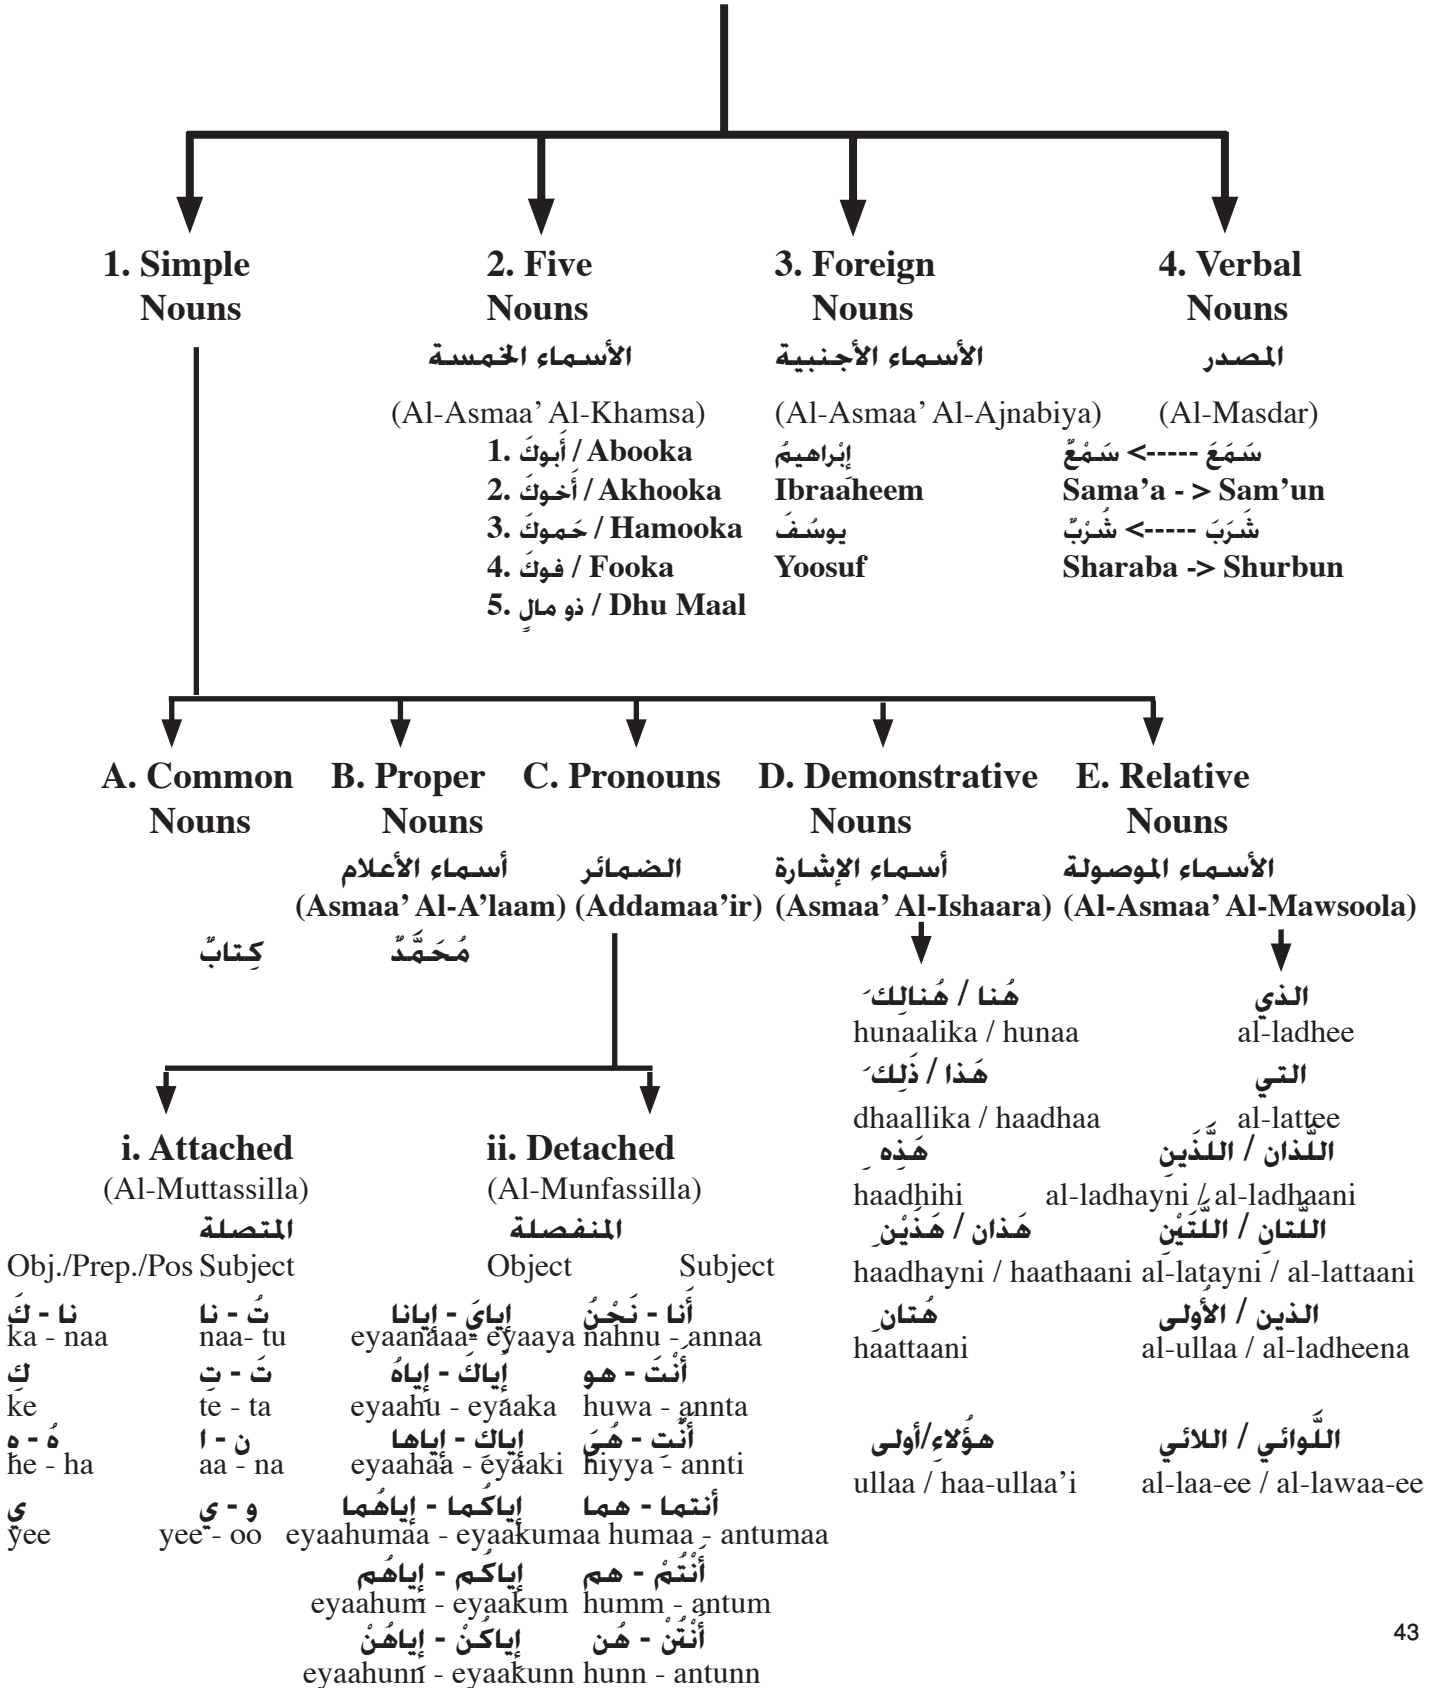 1. Simple Nouns
2. Five Nouns
3. Foreign Nouns
4. Verbal Nouns
الأسماء الخمسة
الأسماء الأجنبية
المصدر
(Al-Asmaa’ Al-Khamsa)
(Al-Asmaa’ Al-Ajnabiya)
(Al-Masdar)
1. أَبوكَ / Abooka
2. أَخوكَ / Akhooka
3. حَموكَ / Hamooka
4. فوكَ / Fooka
5. ذو مالٍ / Dhu Maal
إبْراهيمُ
Ibraaheem
يوسُفَ
Yoosuf
سَمَعَ -----> سَمْعٌ
Sama’a - > Sam’un
شَرَبَ -----> شُرْبٌ
Sharaba -> Shurbun
A. Common Nouns
B. Proper Nouns
C. Pronouns
D. Demonstrative Nouns
E. Relative Nouns
أسماء الأعلام
الضمائر
أسماء الإشارة
الأسماء الموصولة
(Asmaa’ Al-A’laam)
(Addamaa’ir)
(Asmaa’ Al-Ishaara)
(Al-Asmaa’ Al-Mawsoola)
كِتابٌ
مُحَمَّدٌ
هُنا / هُنالِكَ
hunaalika / hunaa
هَذا / ذَلِكَ
dhaallika / haadhaa
هَذِهِ
haadhihi
هَذان / هَذَيْنِ
haadhayni / haathaani
هُتانِ
haattaani
هؤُلاءِ/أولى
ullaa / haa-ullaa’i
الذي
al-ladhee
التي
al-lattee
اللَّذان / اللَّذَينِ
al-ladhayni / al-ladhaani
اللَّتانِ / اللَّتَيْنِ
al-latayni / al-lattaani
الذين / الأُولى
al-ullaa / al-ladheena
اللَّوائي / اللائي
al-laa-ee / al-lawaa-ee
i. Attached
(Al-Muttassilla)
المتصلة
ii. Detached
(Al-Munfassilla)
المنفصلة
Obj./Prep./Pos Subject
Object
Subject
نا - كَ
تُ - نا
إيايَ - إيانا
أَنا - نَحْنُ
ka - naa
naa- tu
eyaanaaa- eyaaya
nahnu - annaa
كِ
تَ - تِ
إياكَ - إياهُ
أَنْتَ - هو
ke
te - ta
eyaahu - eyaaka
huwa - annta
هُ - هِ
ن - ا
إياكِ - إياها
أَنْتِ - هُيَ
he - ha
aa - na
eyaahaa - eyaaki
hiyya - annti
ي
و - ي
إياكُما - إياهُما
أنتما - هما
yee
yee - oo
eyaahumaa - eyaakumaa
humaa - antumaa
إياكُم - إياهُم
أَنْتُمْ - هم
eyaahum - eyaakum
humm - antum
إياكُنْ - إياهُنْ
أَنْتُنْ - هُن
eyaahunn - eyaakunn
hunn - antunn
43